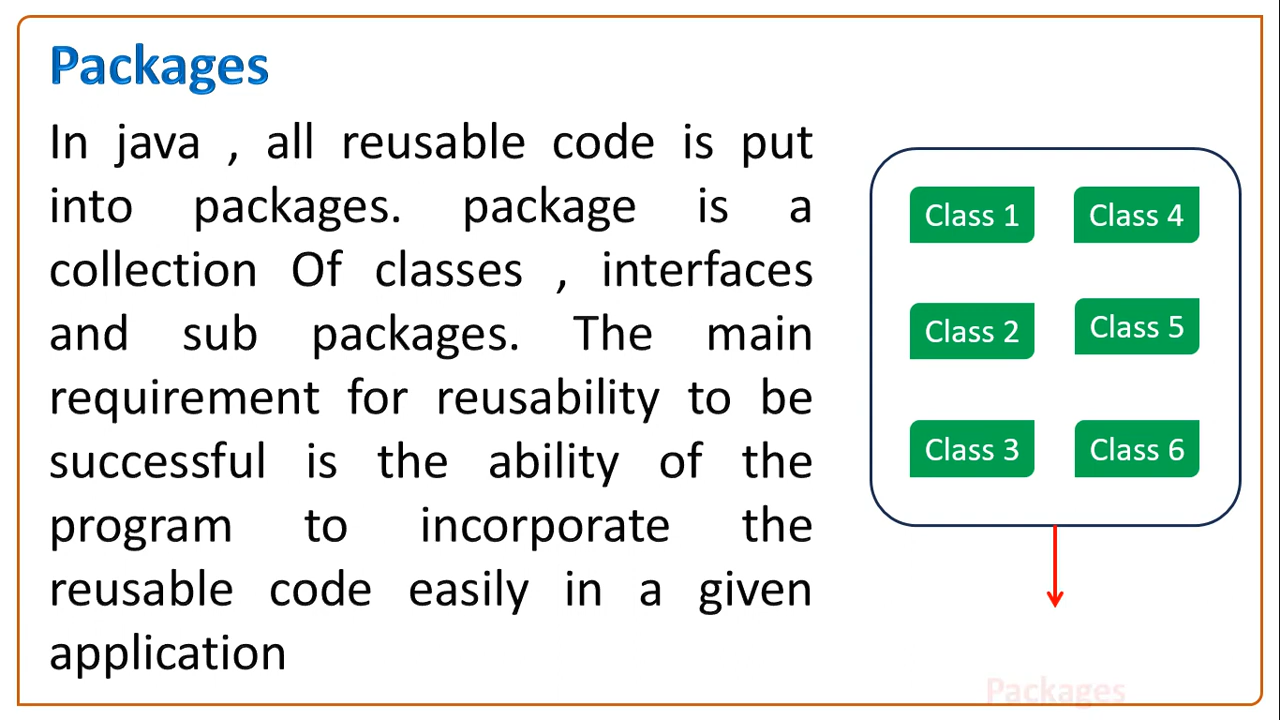 Packages
In java , all reusable code is put
into packages. package is a
collection Of classes , interfaces
and sub packages. The main
requirement for reusability to be
successful is the ability of the
program to incorporate the
reusable code easily in a given
application
Class 1 Class 4
Class 2 Class 5
Class 3 Class 6
Packages